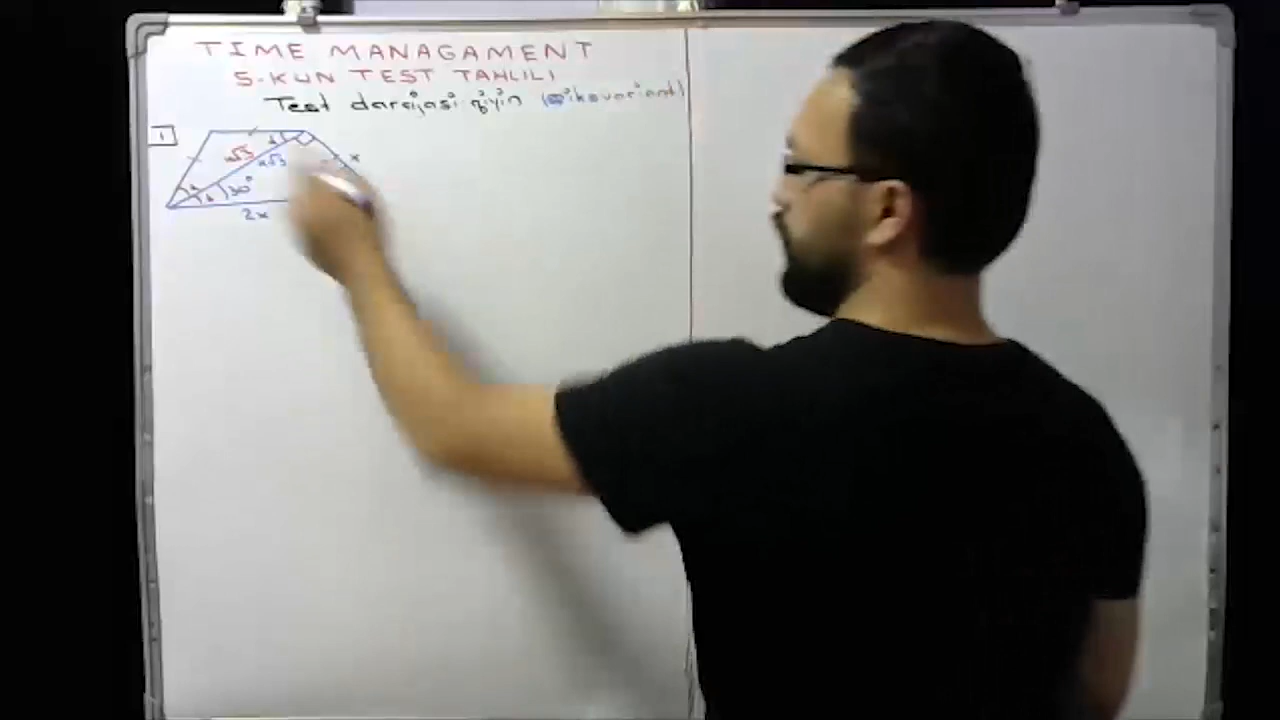 TIME MANAGAMENT
5-KUN TEST TAHLILI
Test darajasi qiyin
1
x
30°
2x